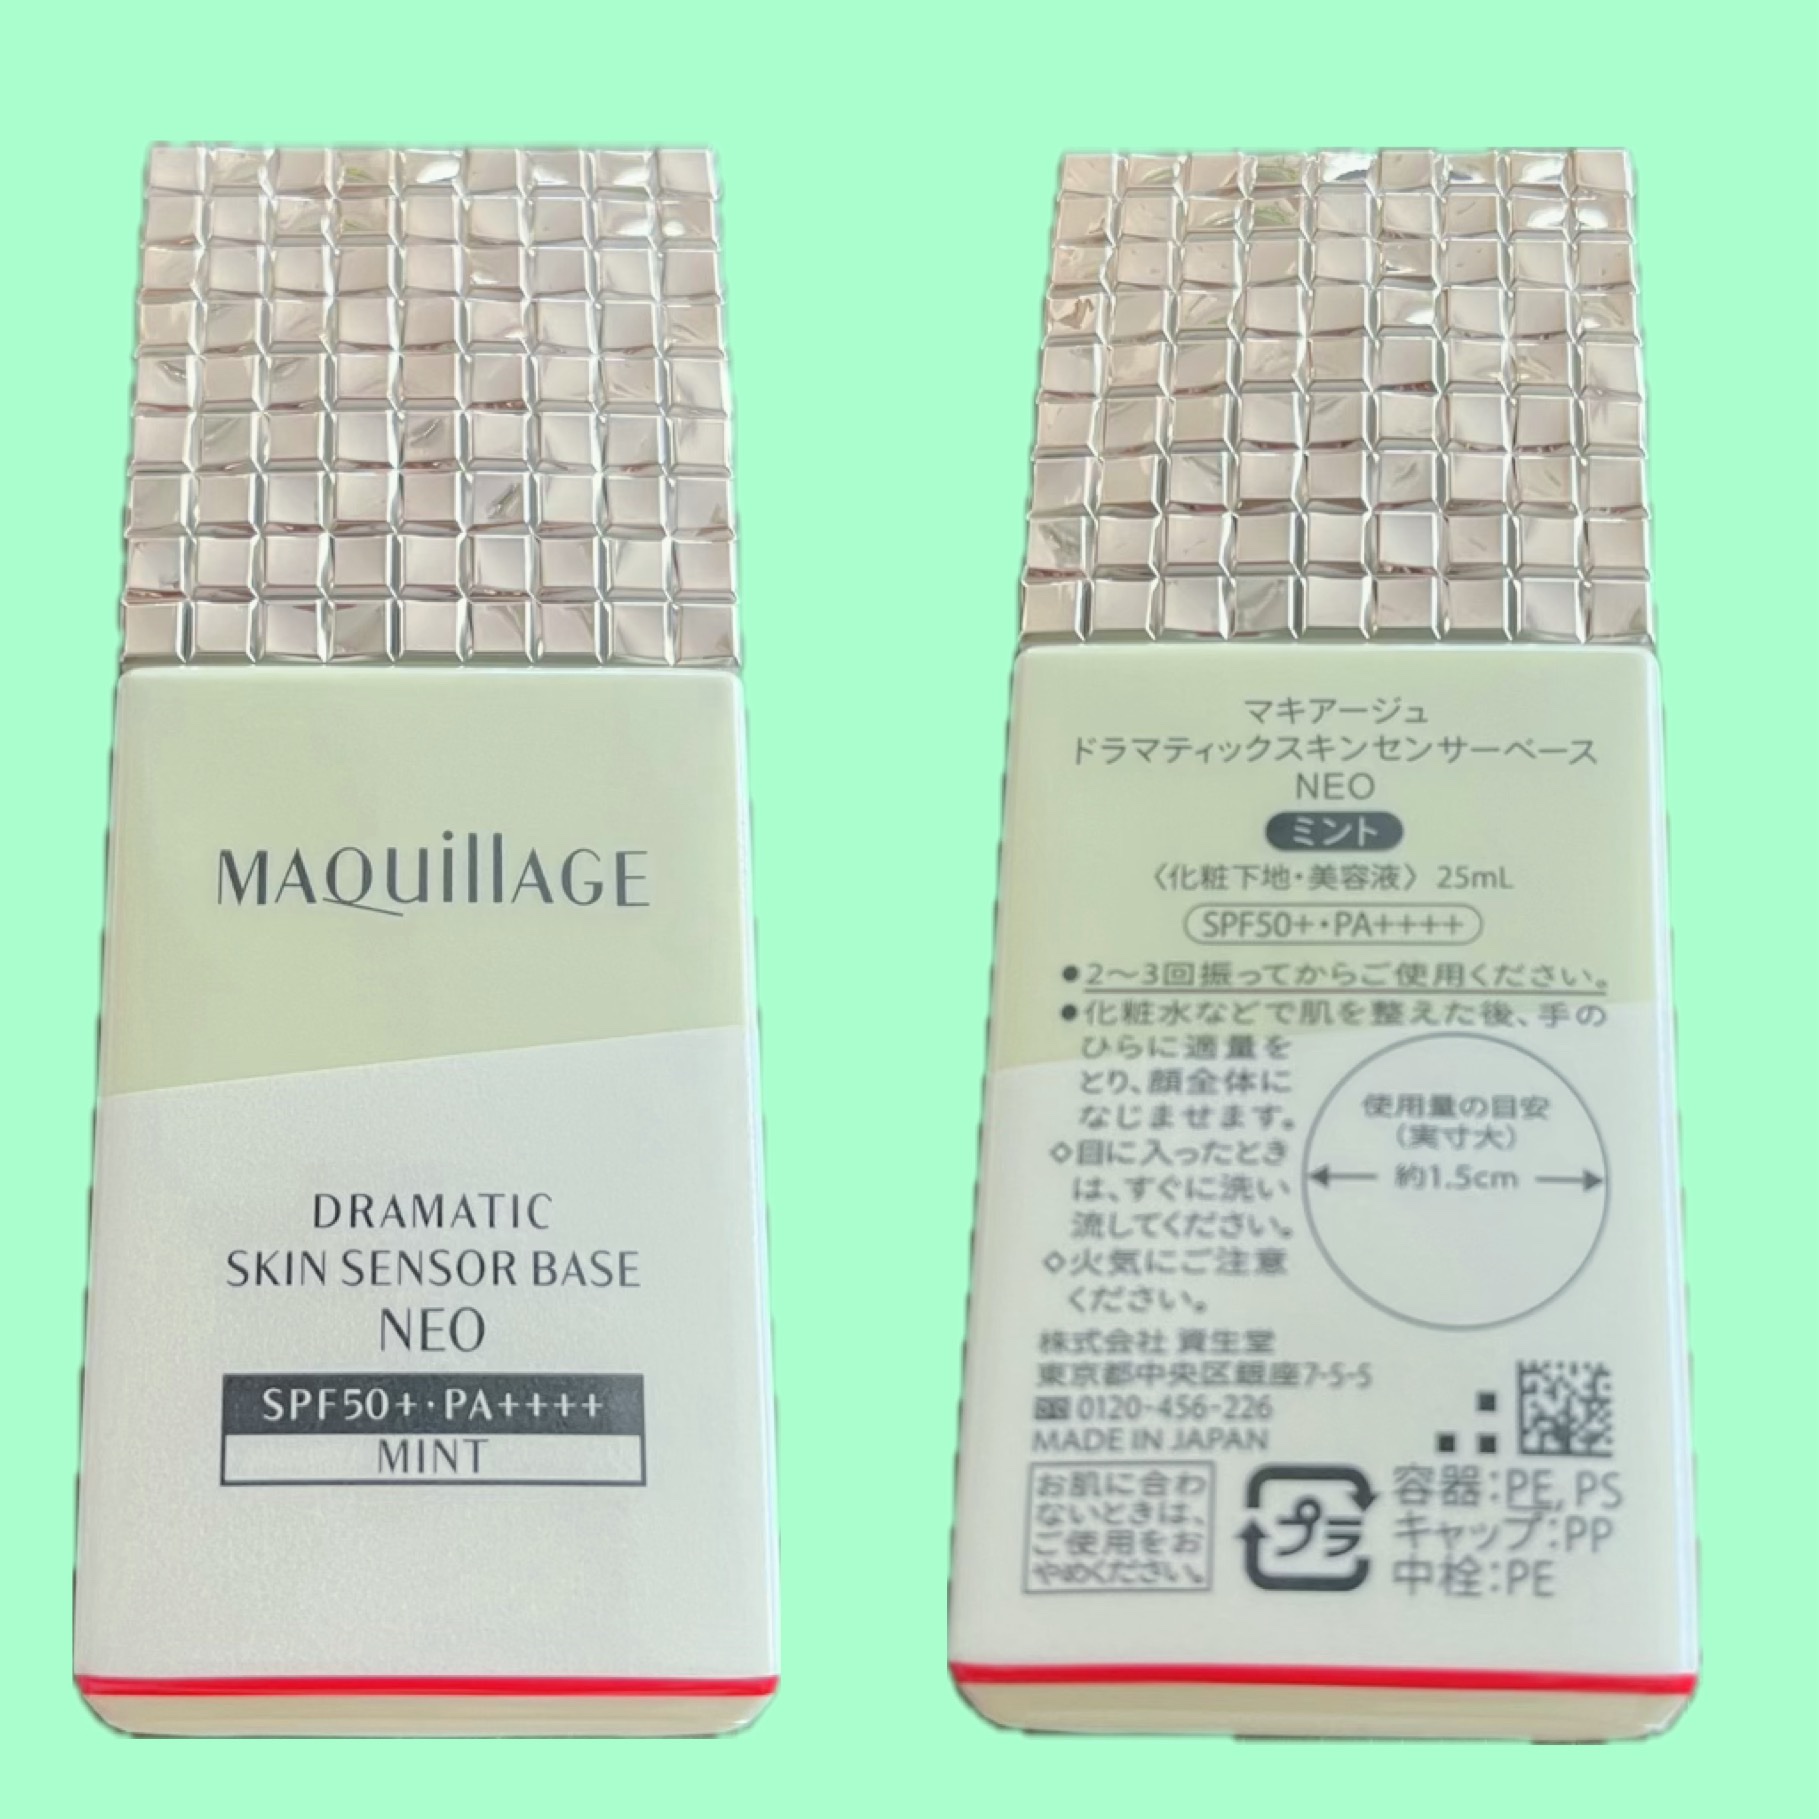 MAQuillAGE
DRAMATIC
SKIN SENSOR BASE
NEO
SPF50+・PA++++
MINT
マキアージュ
ドラマティックスキンセンサーベース
NEO
ミント
〈化粧下地・美容液〉 25mL
SPF50+・PA++++
●2～3回振ってからご使用ください。
●化粧水などで肌を整えた後、手の
ひらに適量を
とり、顔全体に
なじませます。
◇目に入ったとき
は、すぐに洗い
流してください。
◇火気にご注意
ください。
使用量の目安
(実寸大)
約1.5cm
株式会社 資生堂
東京都中央区銀座7-5-5
0120-456-226
MADE IN JAPAN
お肌に合わ
ないときは、
ご使用をお
やめください。
プラ
容器：PE, PS
キャップ：PP
中栓：PE